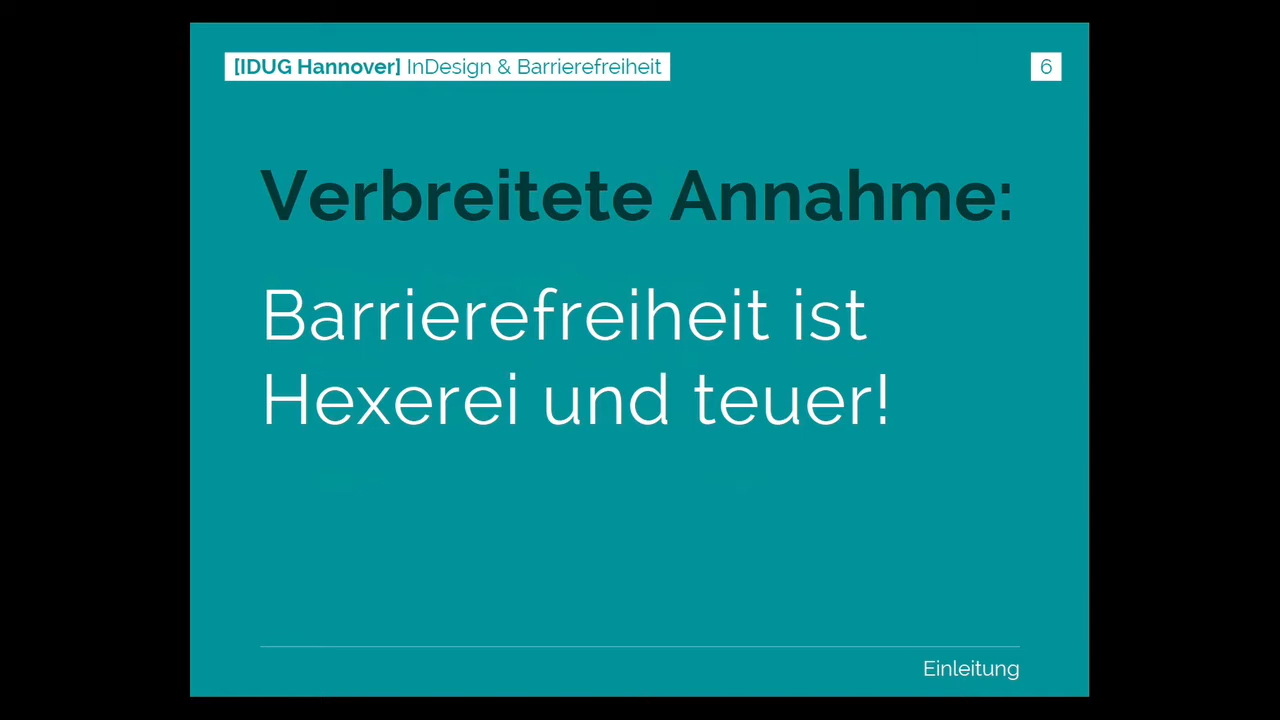 [IDUG Hannover] InDesign & Barrierefreiheit
6
Verbreitete Annahme:
Barrierefreiheit ist
Hexerei und teuer!
Einleitung